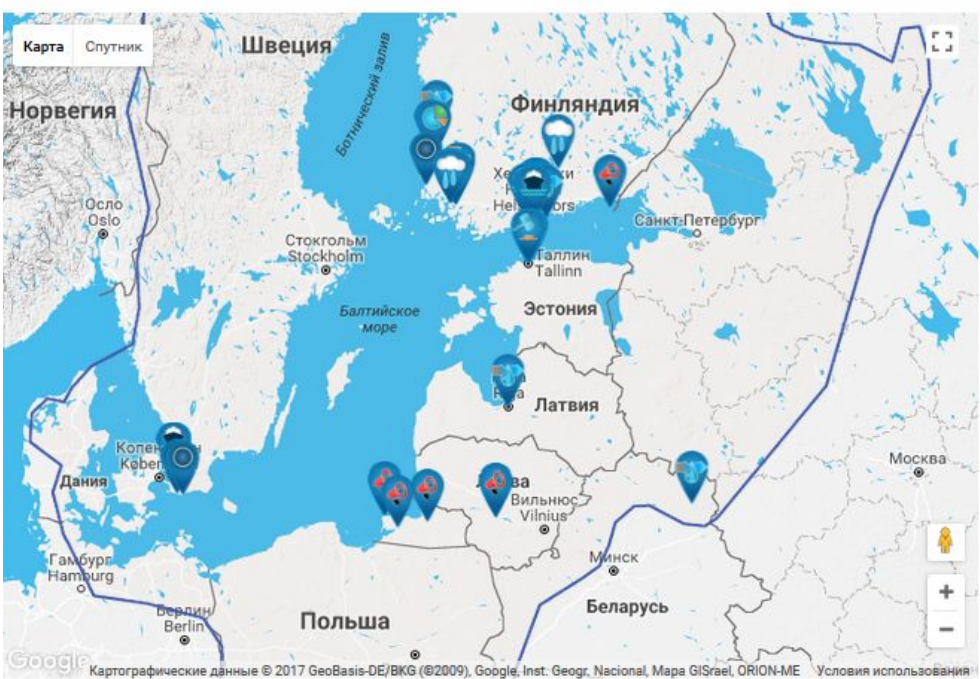 Карта Спутник
Швеция
Норвегия
Ботнический залив
Финляндия
Осло
Oslo
Санкт-Петербург
Стокгольм
Stockholm
Таллин
Tallinn
Эстония
Балтийское
море
Латвия
Дания
Москва
Вильнюс
Vilnius
Гамбург
Hamburg
Минск
Берлин
Berlin
Польша
Беларусь
Google
Картографические данные © 2017 GeoBasis-DE/BKG (©2009), Google, Inst. Geogr. Nacional, Mapa GISrael, ORION-ME Условия использования